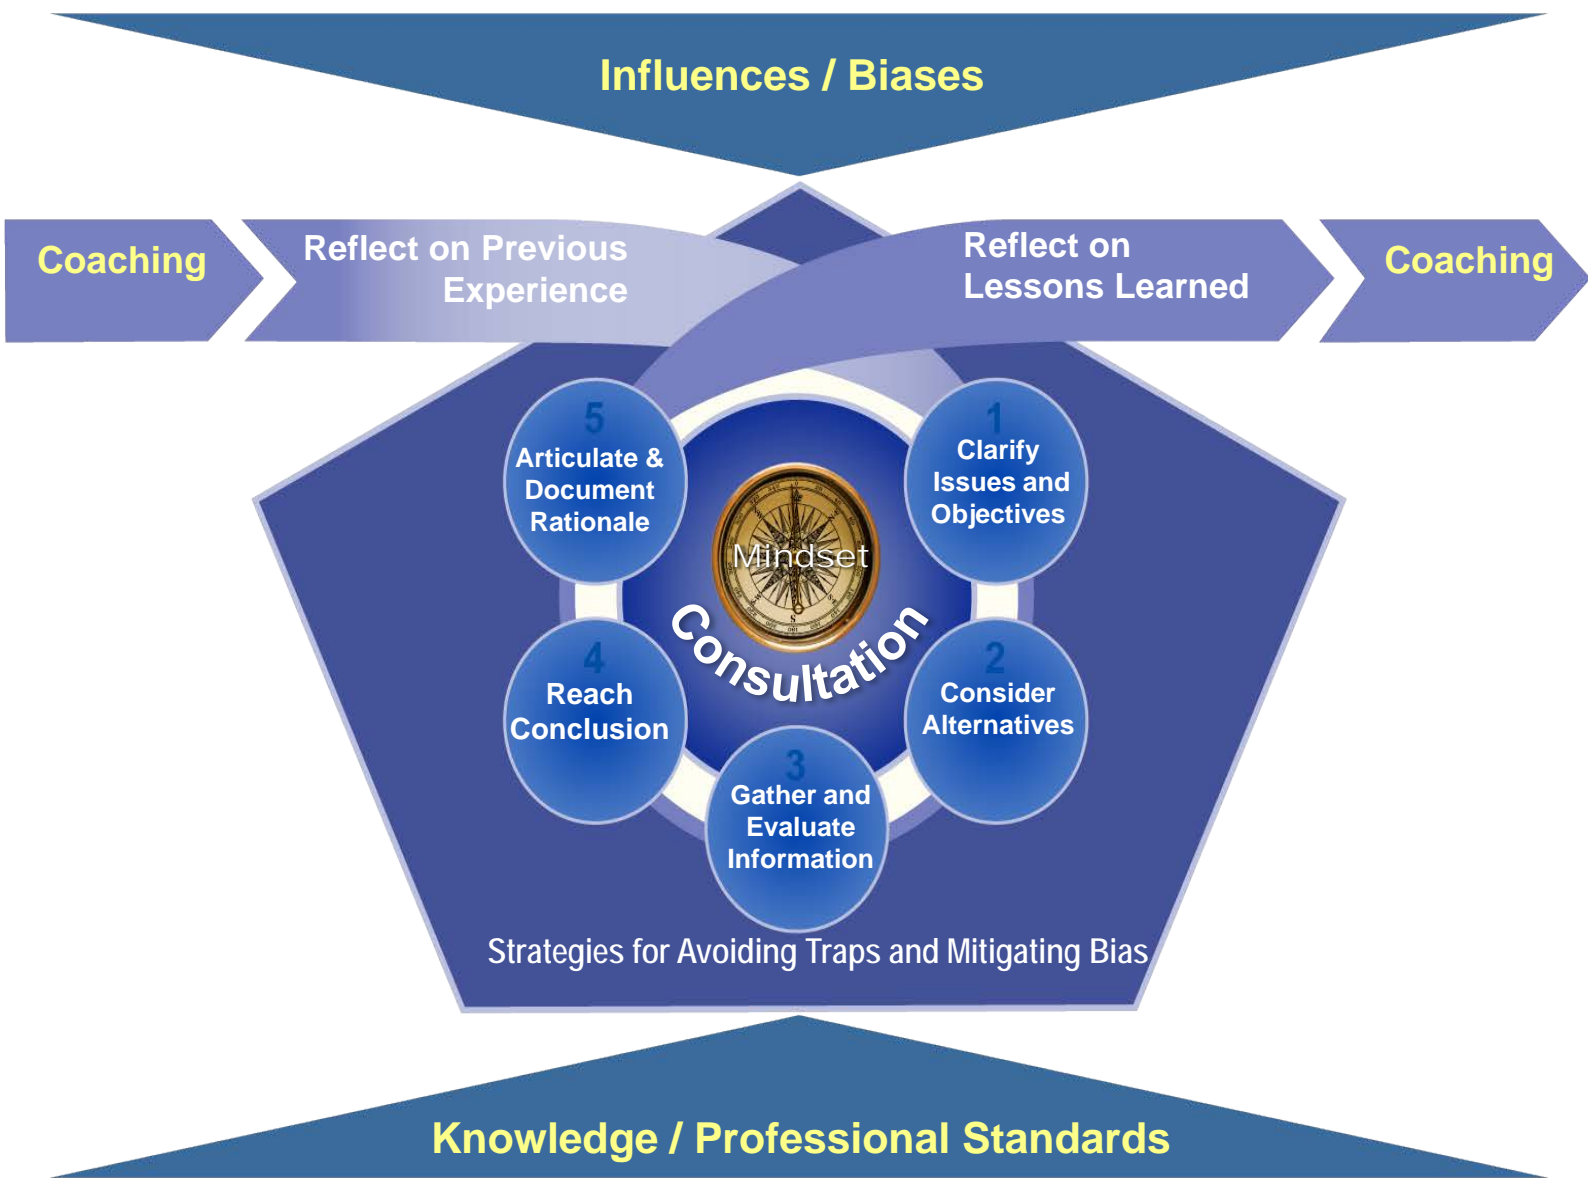 Influences / Biases
Coaching
Reflect on Previous
Experience
Reflect on
Lessons Learned
Coaching
1
Clarify
Issues and
Objectives
2
Consider
Alternatives
3
Gather and
Evaluate
Information
4
Reach
Conclusion
5
Articulate &
Document
Rationale
Mindset
Consultation
Strategies for Avoiding Traps and Mitigating Bias
Knowledge / Professional Standards